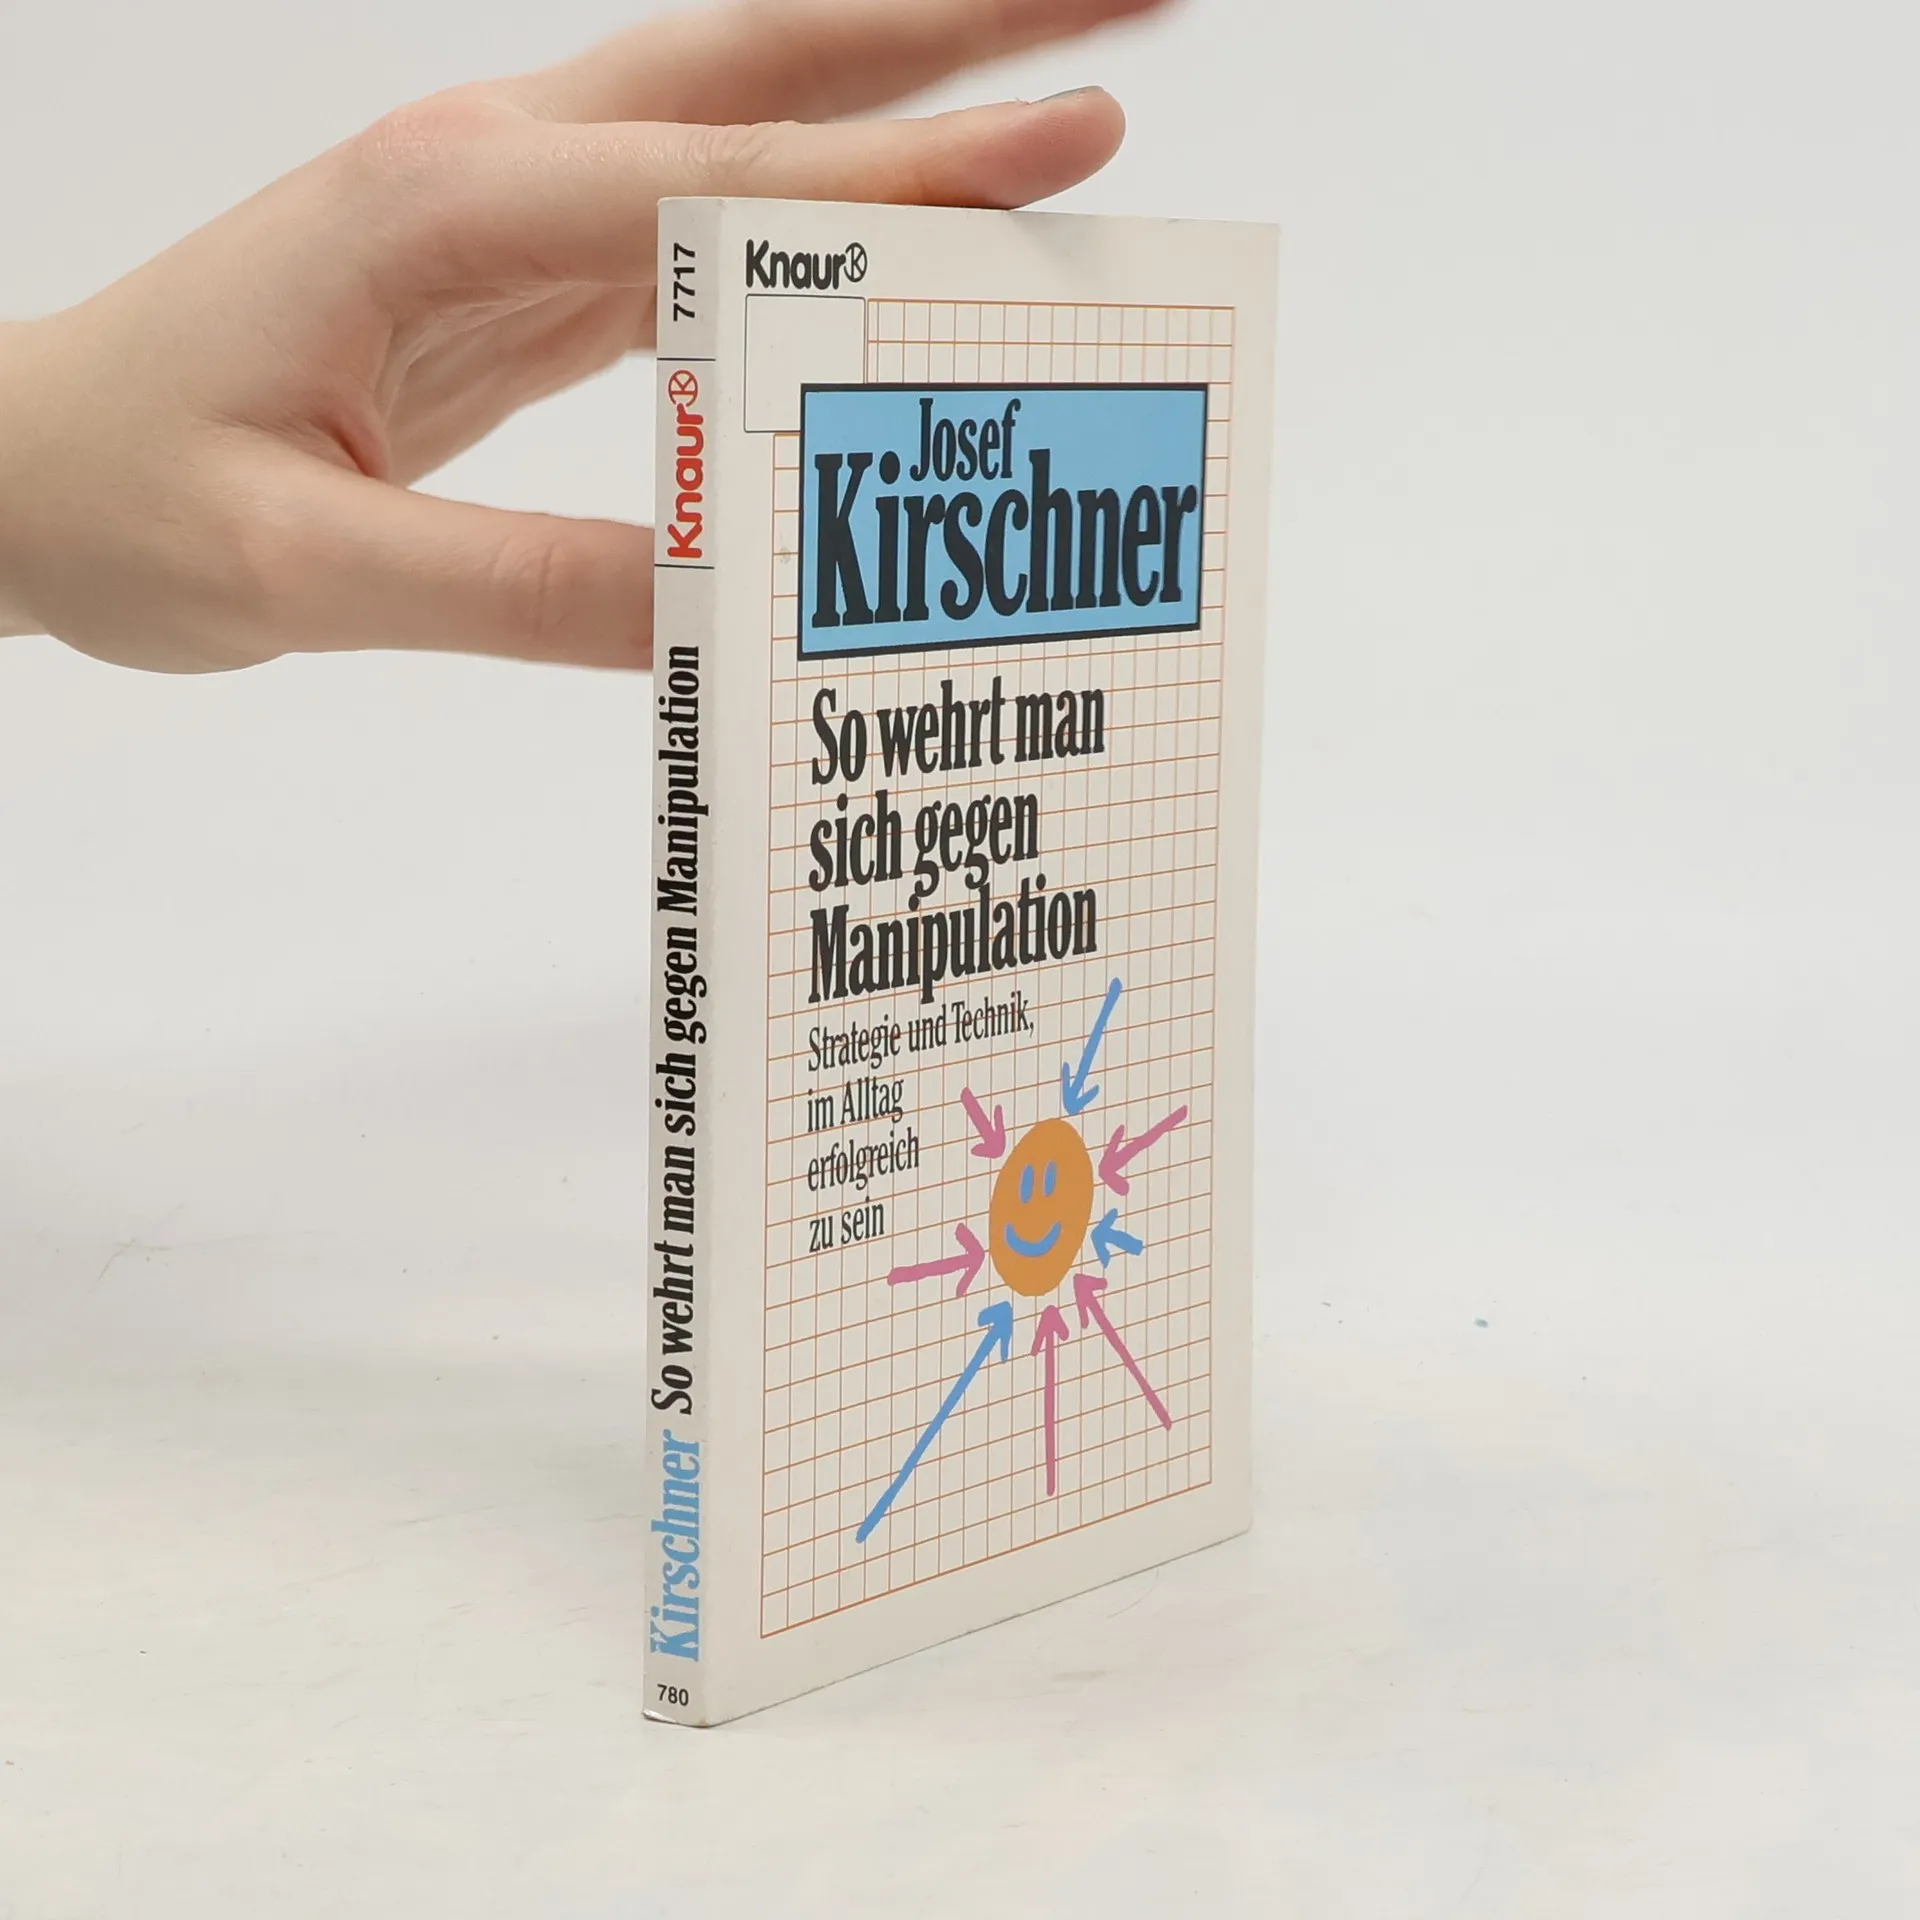 7717
Knaur
Kirschner So wehrt man sich gegen Manipulation
780
Knaur
Josef
Kirschner
So wehrt man
sich gegen
Manipulation
Strategie und Technik,
im Alltag
erfolgreich
zu sein